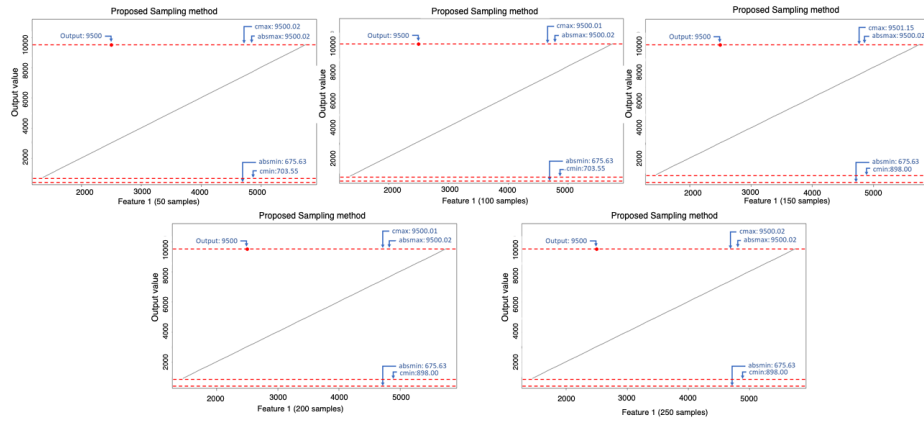 Proposed Sampling method
cmax: 9500.02
Output: 9500
absmax: 9500.02
10000
8000
6000
4000
2000
Output value
absmin: 675.63
cmin:703.55
2000
3000
4000
5000
Feature 1 (50 samples)
Proposed Sampling method
cmax: 9500.01
Output: 9500
absmax: 9500.02
10000
8000
6000
4000
2000
Output value
absmin: 675.63
cmin:703.55
2000
3000
4000
5000
Feature 1 (100 samples)
Proposed Sampling method
cmax: 9501.15
Output: 9500
absmax: 9500.02
10000
8000
6000
4000
2000
Output value
absmin: 675.63
cmin:898.00
2000
3000
4000
5000
Feature 1 (150 samples)
Proposed Sampling method
cmax: 9500.01
Output: 9500
absmax: 9500.02
10000
8000
6000
4000
2000
Output value
absmin: 675.63
cmin:898.00
2000
3000
4000
5000
Feature 1 (200 samples)
Proposed Sampling method
cmax: 9500.02
Output: 9500
absmax: 9500.02
10000
8000
6000
4000
2000
Output value
absmin: 675.63
cmin:898.00
2000
3000
4000
5000
Feature 1 (250 samples)